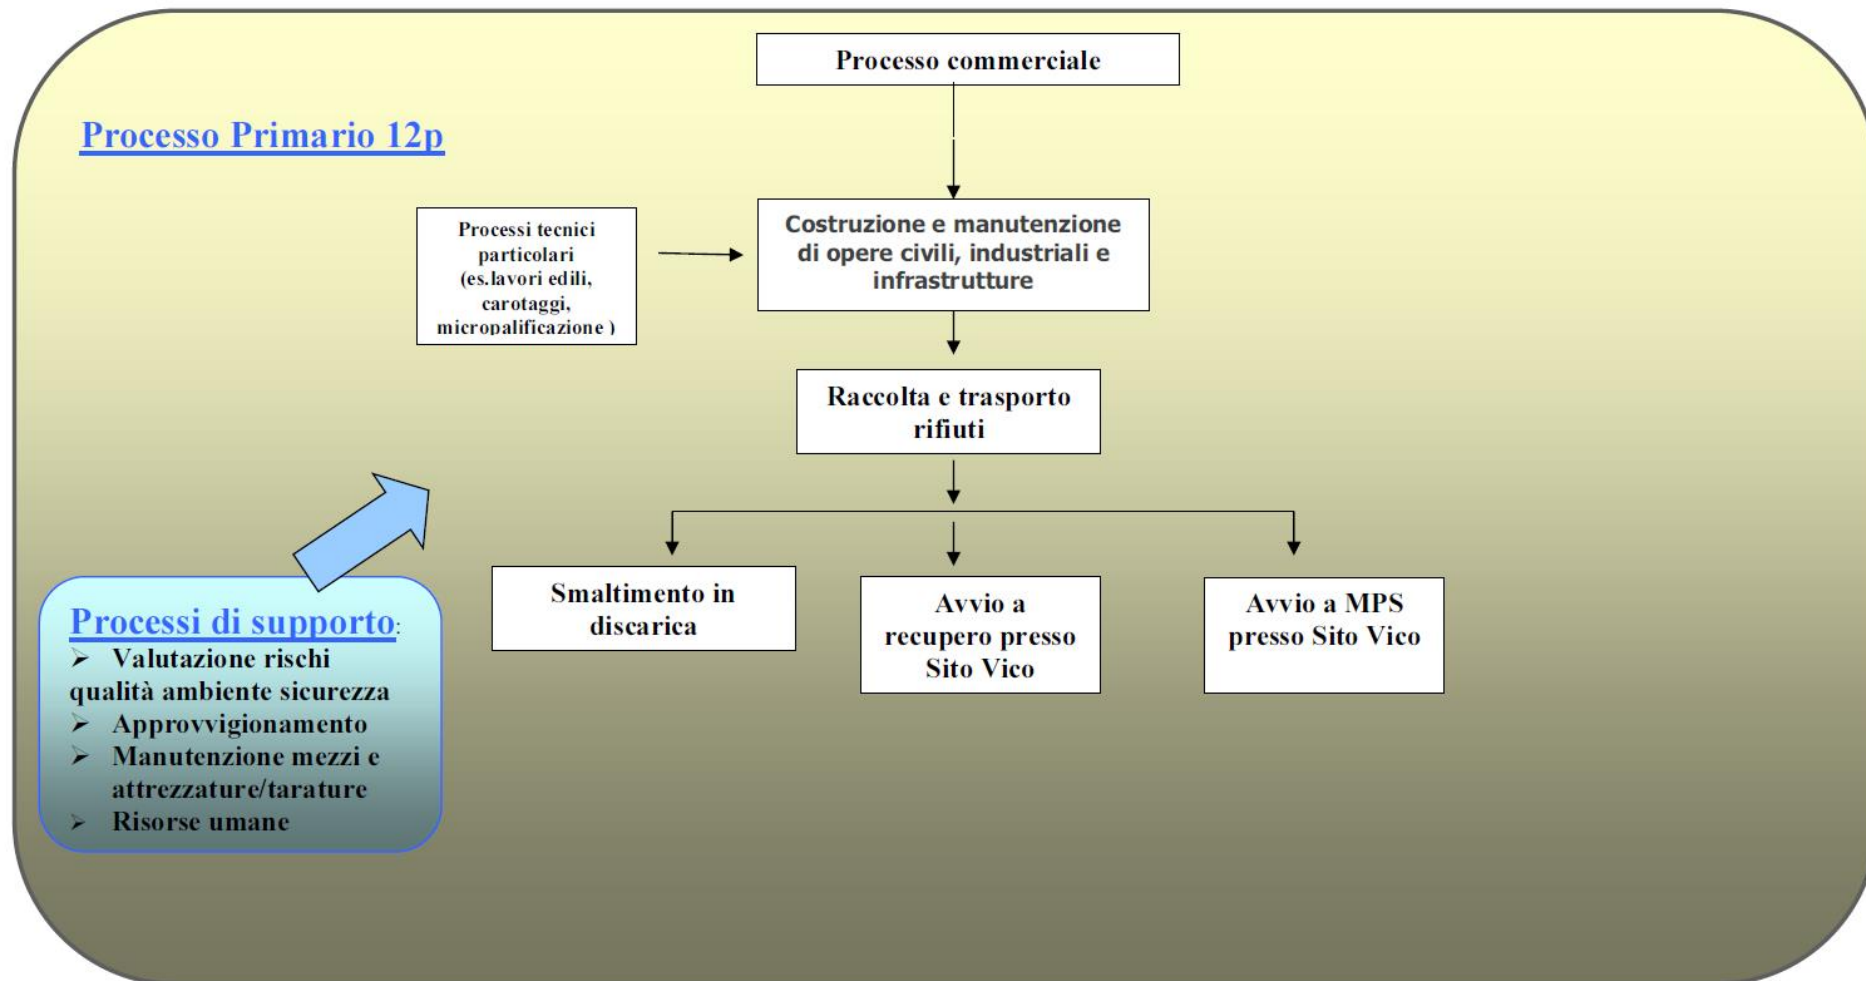 Processo commerciale
Processo Primario 12p
Processi tecnici
particolari
(es.lavori edili,
carotaggi,
micropalificazione )
Costruzione e manutenzione
di opere civili, industriali e
infrastrutture
Raccolta e trasporto
rifiuti
Smaltimento in
discarica
Avvio a
recupero presso
Sito Vico
Avvio a MPS
presso Sito Vico
Processi di supporto:
➢ Valutazione rischi
qualità ambiente sicurezza
➢ Approvvigionamento
➢ Manutenzione mezzi e
attrezzature/tarature
➢ Risorse umane